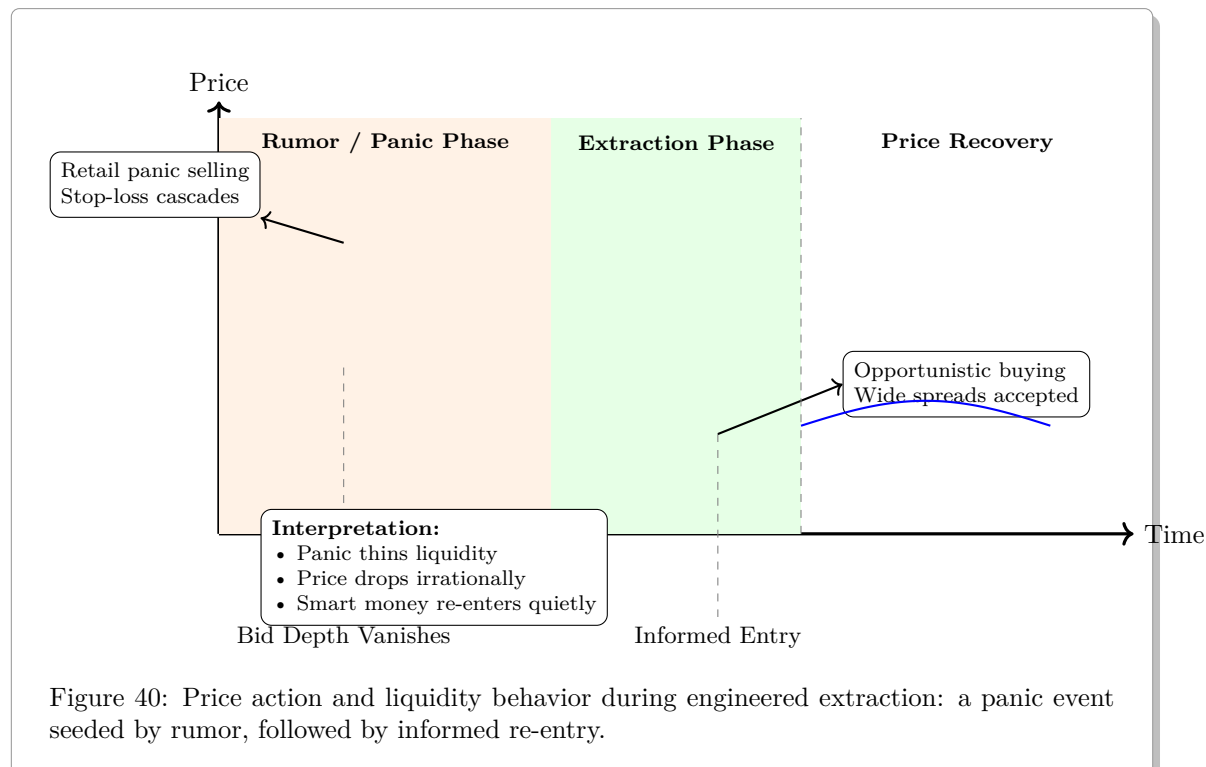 Price
Rumor / Panic Phase
Extraction Phase
Price Recovery
Retail panic selling
Stop-loss cascades
Opportunistic buying
Wide spreads accepted
Time
Interpretation:
• Panic thins liquidity
• Price drops irrationally
• Smart money re-enters quietly
Bid Depth Vanishes
Informed Entry
Figure 40: Price action and liquidity behavior during engineered extraction: a panic event
seeded by rumor, followed by informed re-entry.